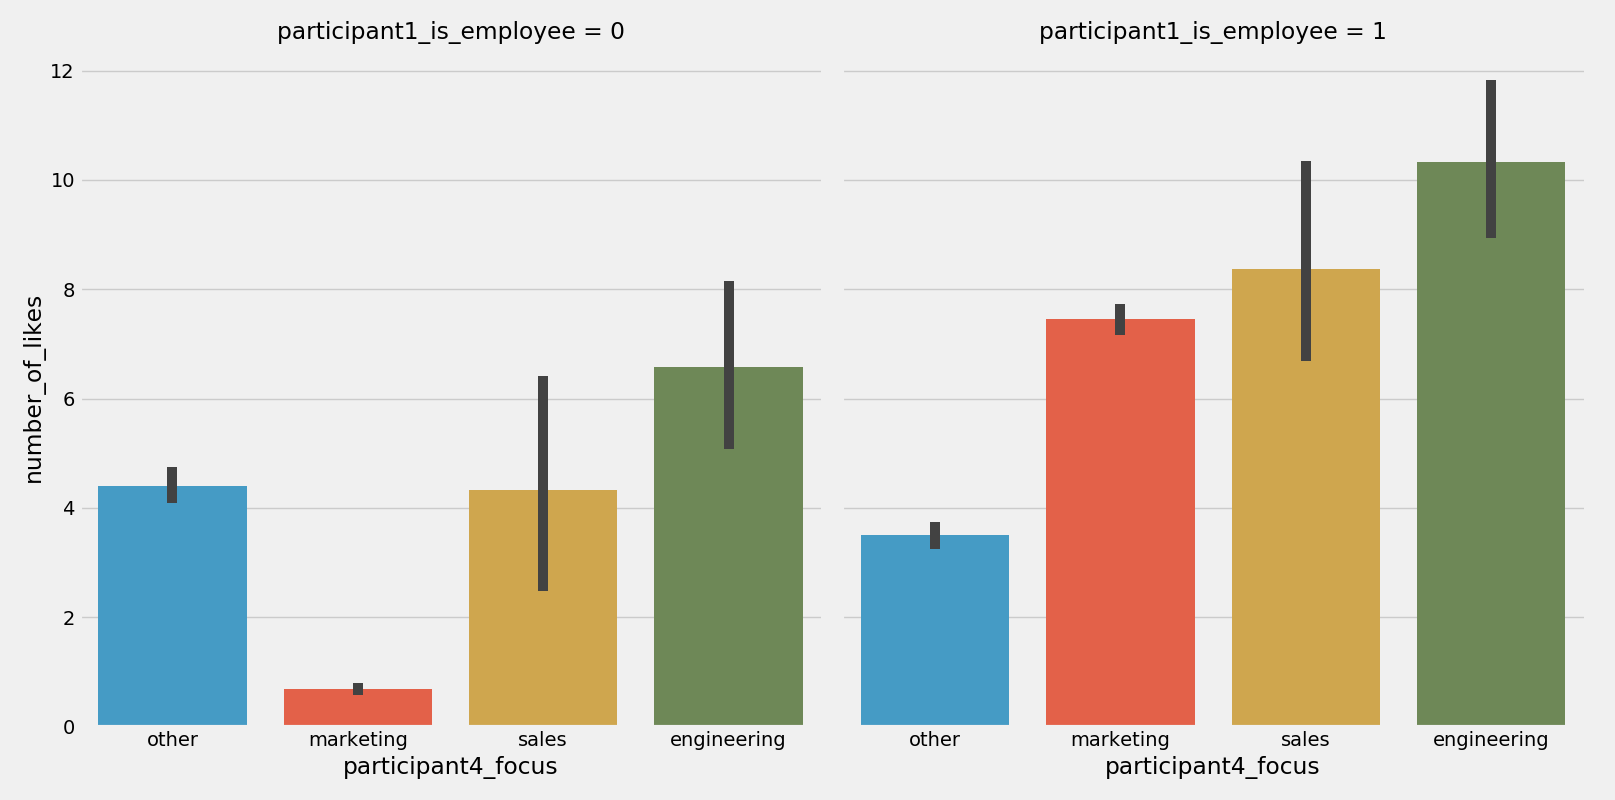 participant1_is_employee = 0
participant1_is_employee = 1
number_of_likes
12
10
8
6
4
2
0
other marketing sales engineering
other marketing sales engineering
participant4_focus
participant4_focus